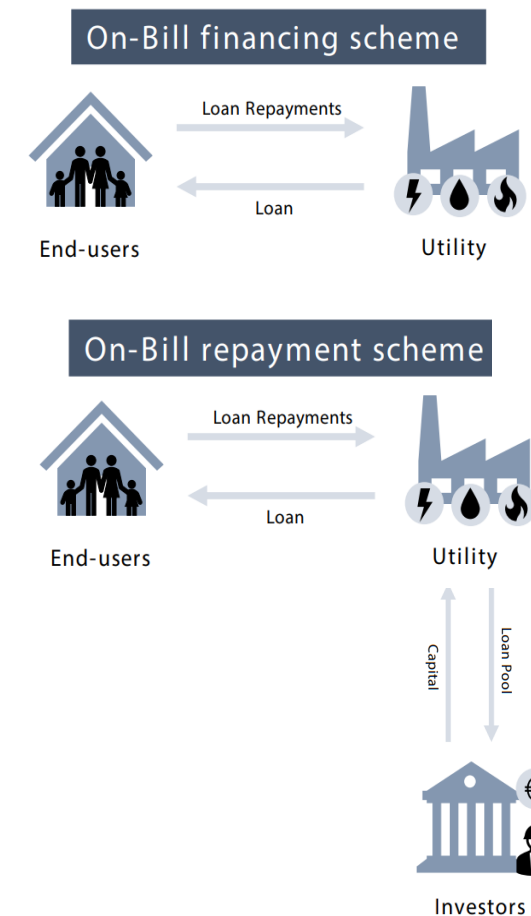 On-Bill financing scheme
Loan Repayments
Loan
End-users
Utility
On-Bill repayment scheme
Loan Repayments
Loan
End-users
Utility
Capital
Loan Pool
Investors